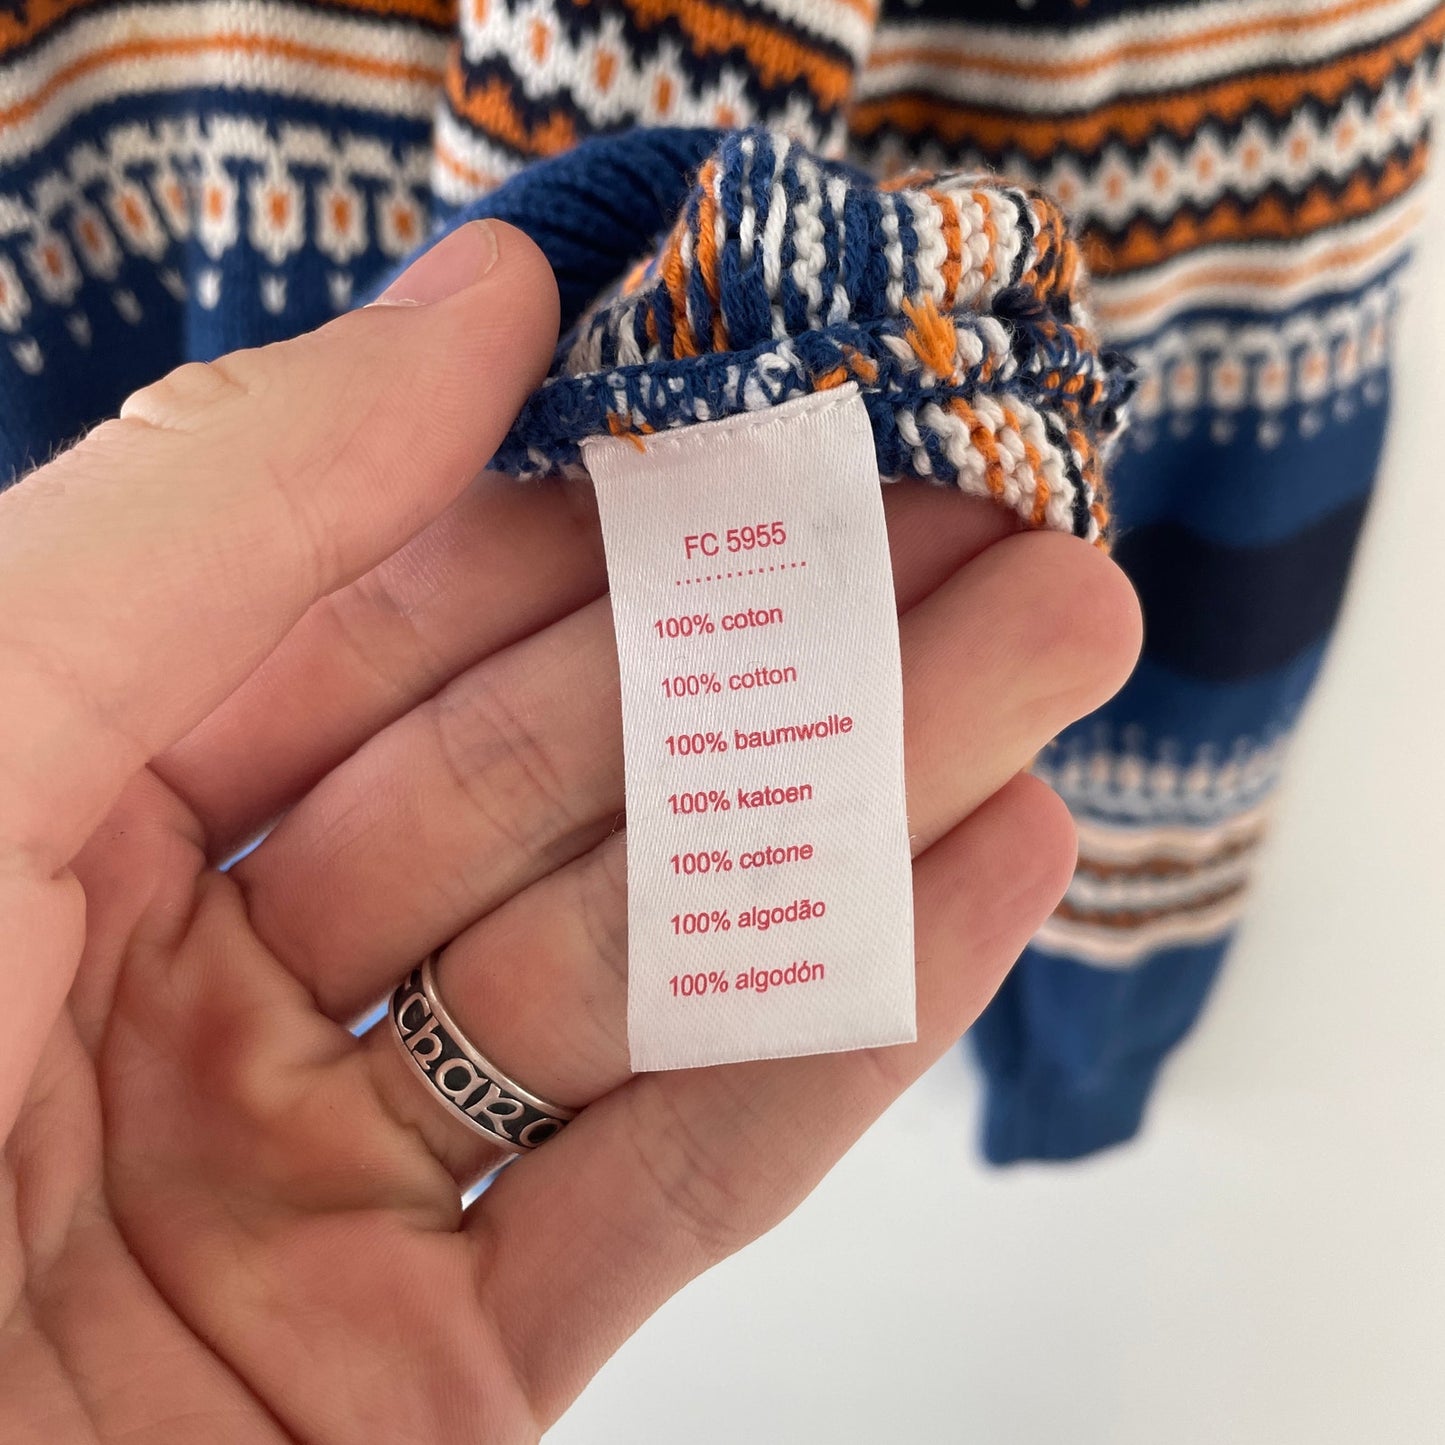 FC 5955
100% coton
100% cotton
100% baumwolle
100% katoen
100% cotone
100% algodão
100% algodón